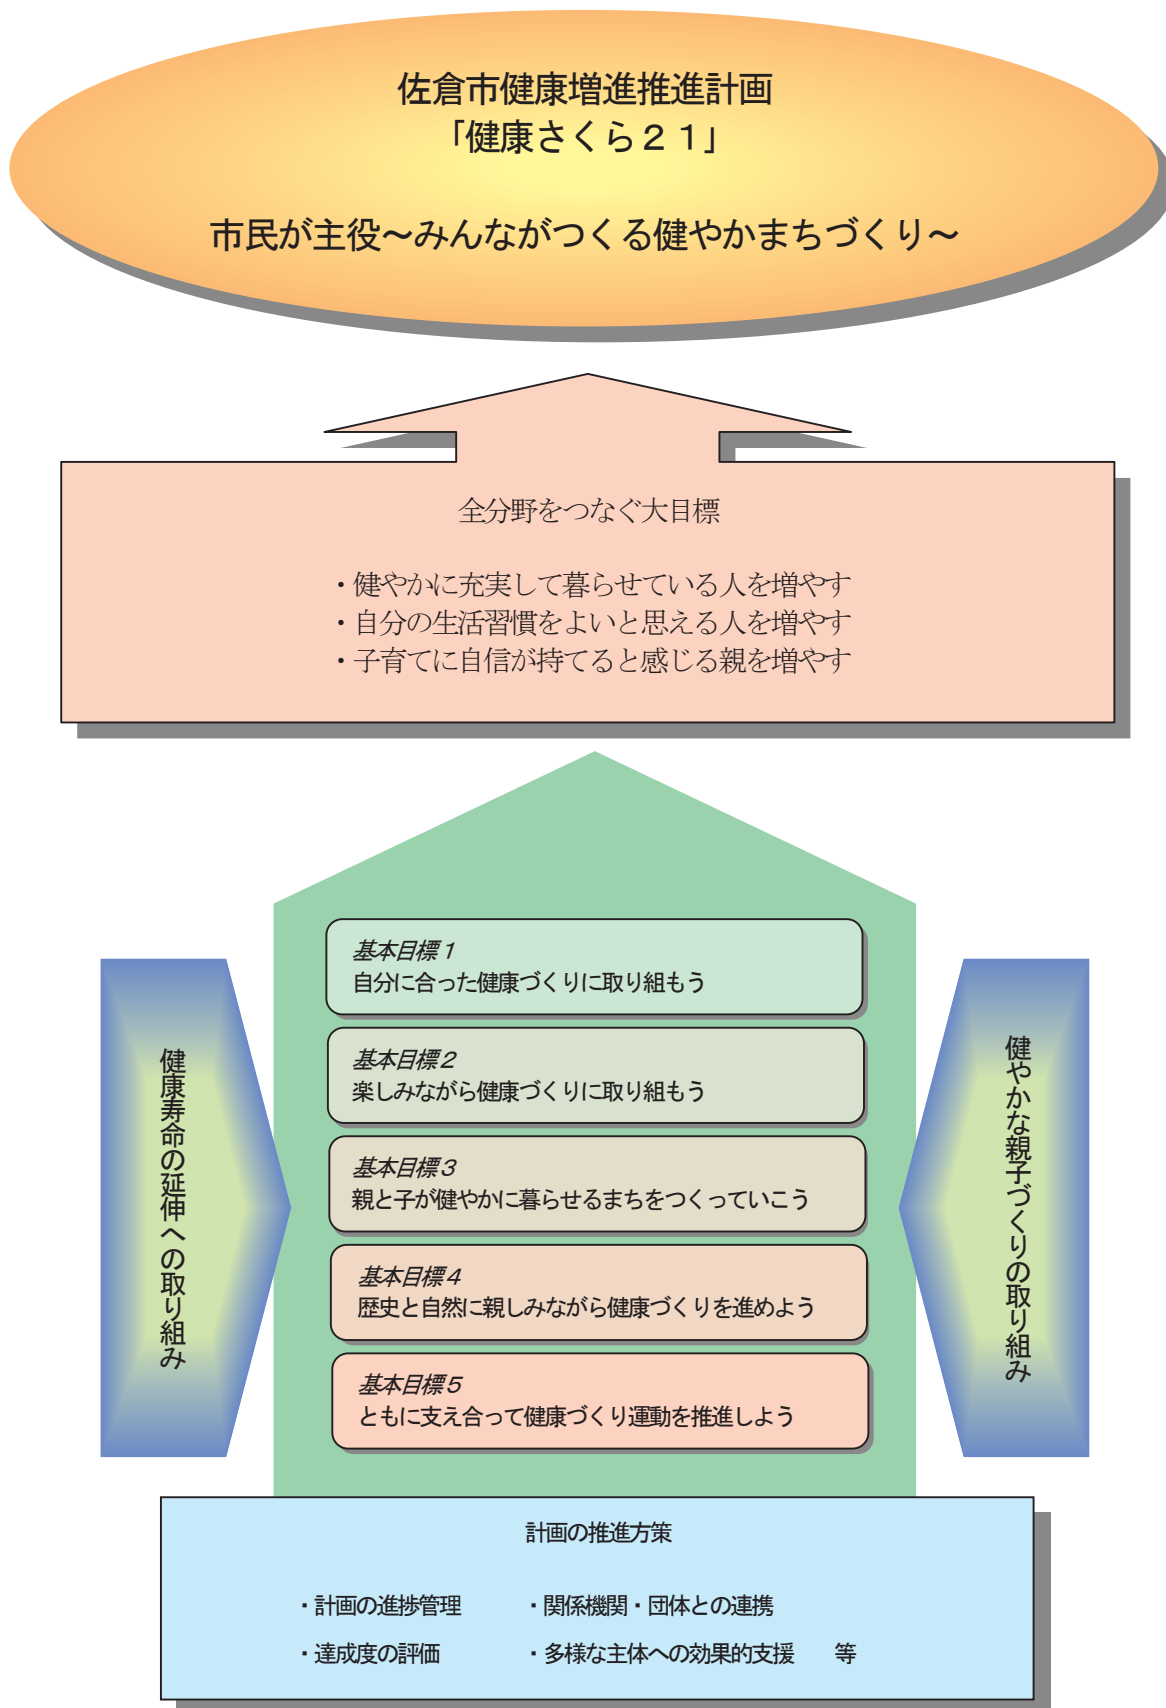 佐倉市健康増進推進計画
「健康さくら２１」
市民が主役～みんながつくる健やかまちづくり～
全分野をつなぐ大目標
・健やかに充実して暮らせている人を増やす
・自分の生活習慣をよいと思える人を増やす
・子育てに自信が持てると感じる親を増やす
基本目標１
自分に合った健康づくりに取り組もう
基本目標２
楽しみながら健康づくりに取り組もう
基本目標３
親と子が健やかに暮らせるまちをつくっていこう
基本目標４
歴史と自然に親しみながら健康づくりを進めよう
基本目標５
ともに支え合って健康づくり運動を推進しよう
健康寿命の延伸への取り組み
健やかな親子づくりの取り組み
計画の推進方策
・計画の進捗管理　・関係機関・団体との連携
・達成度の評価　・多様な主体への効果的支援　等